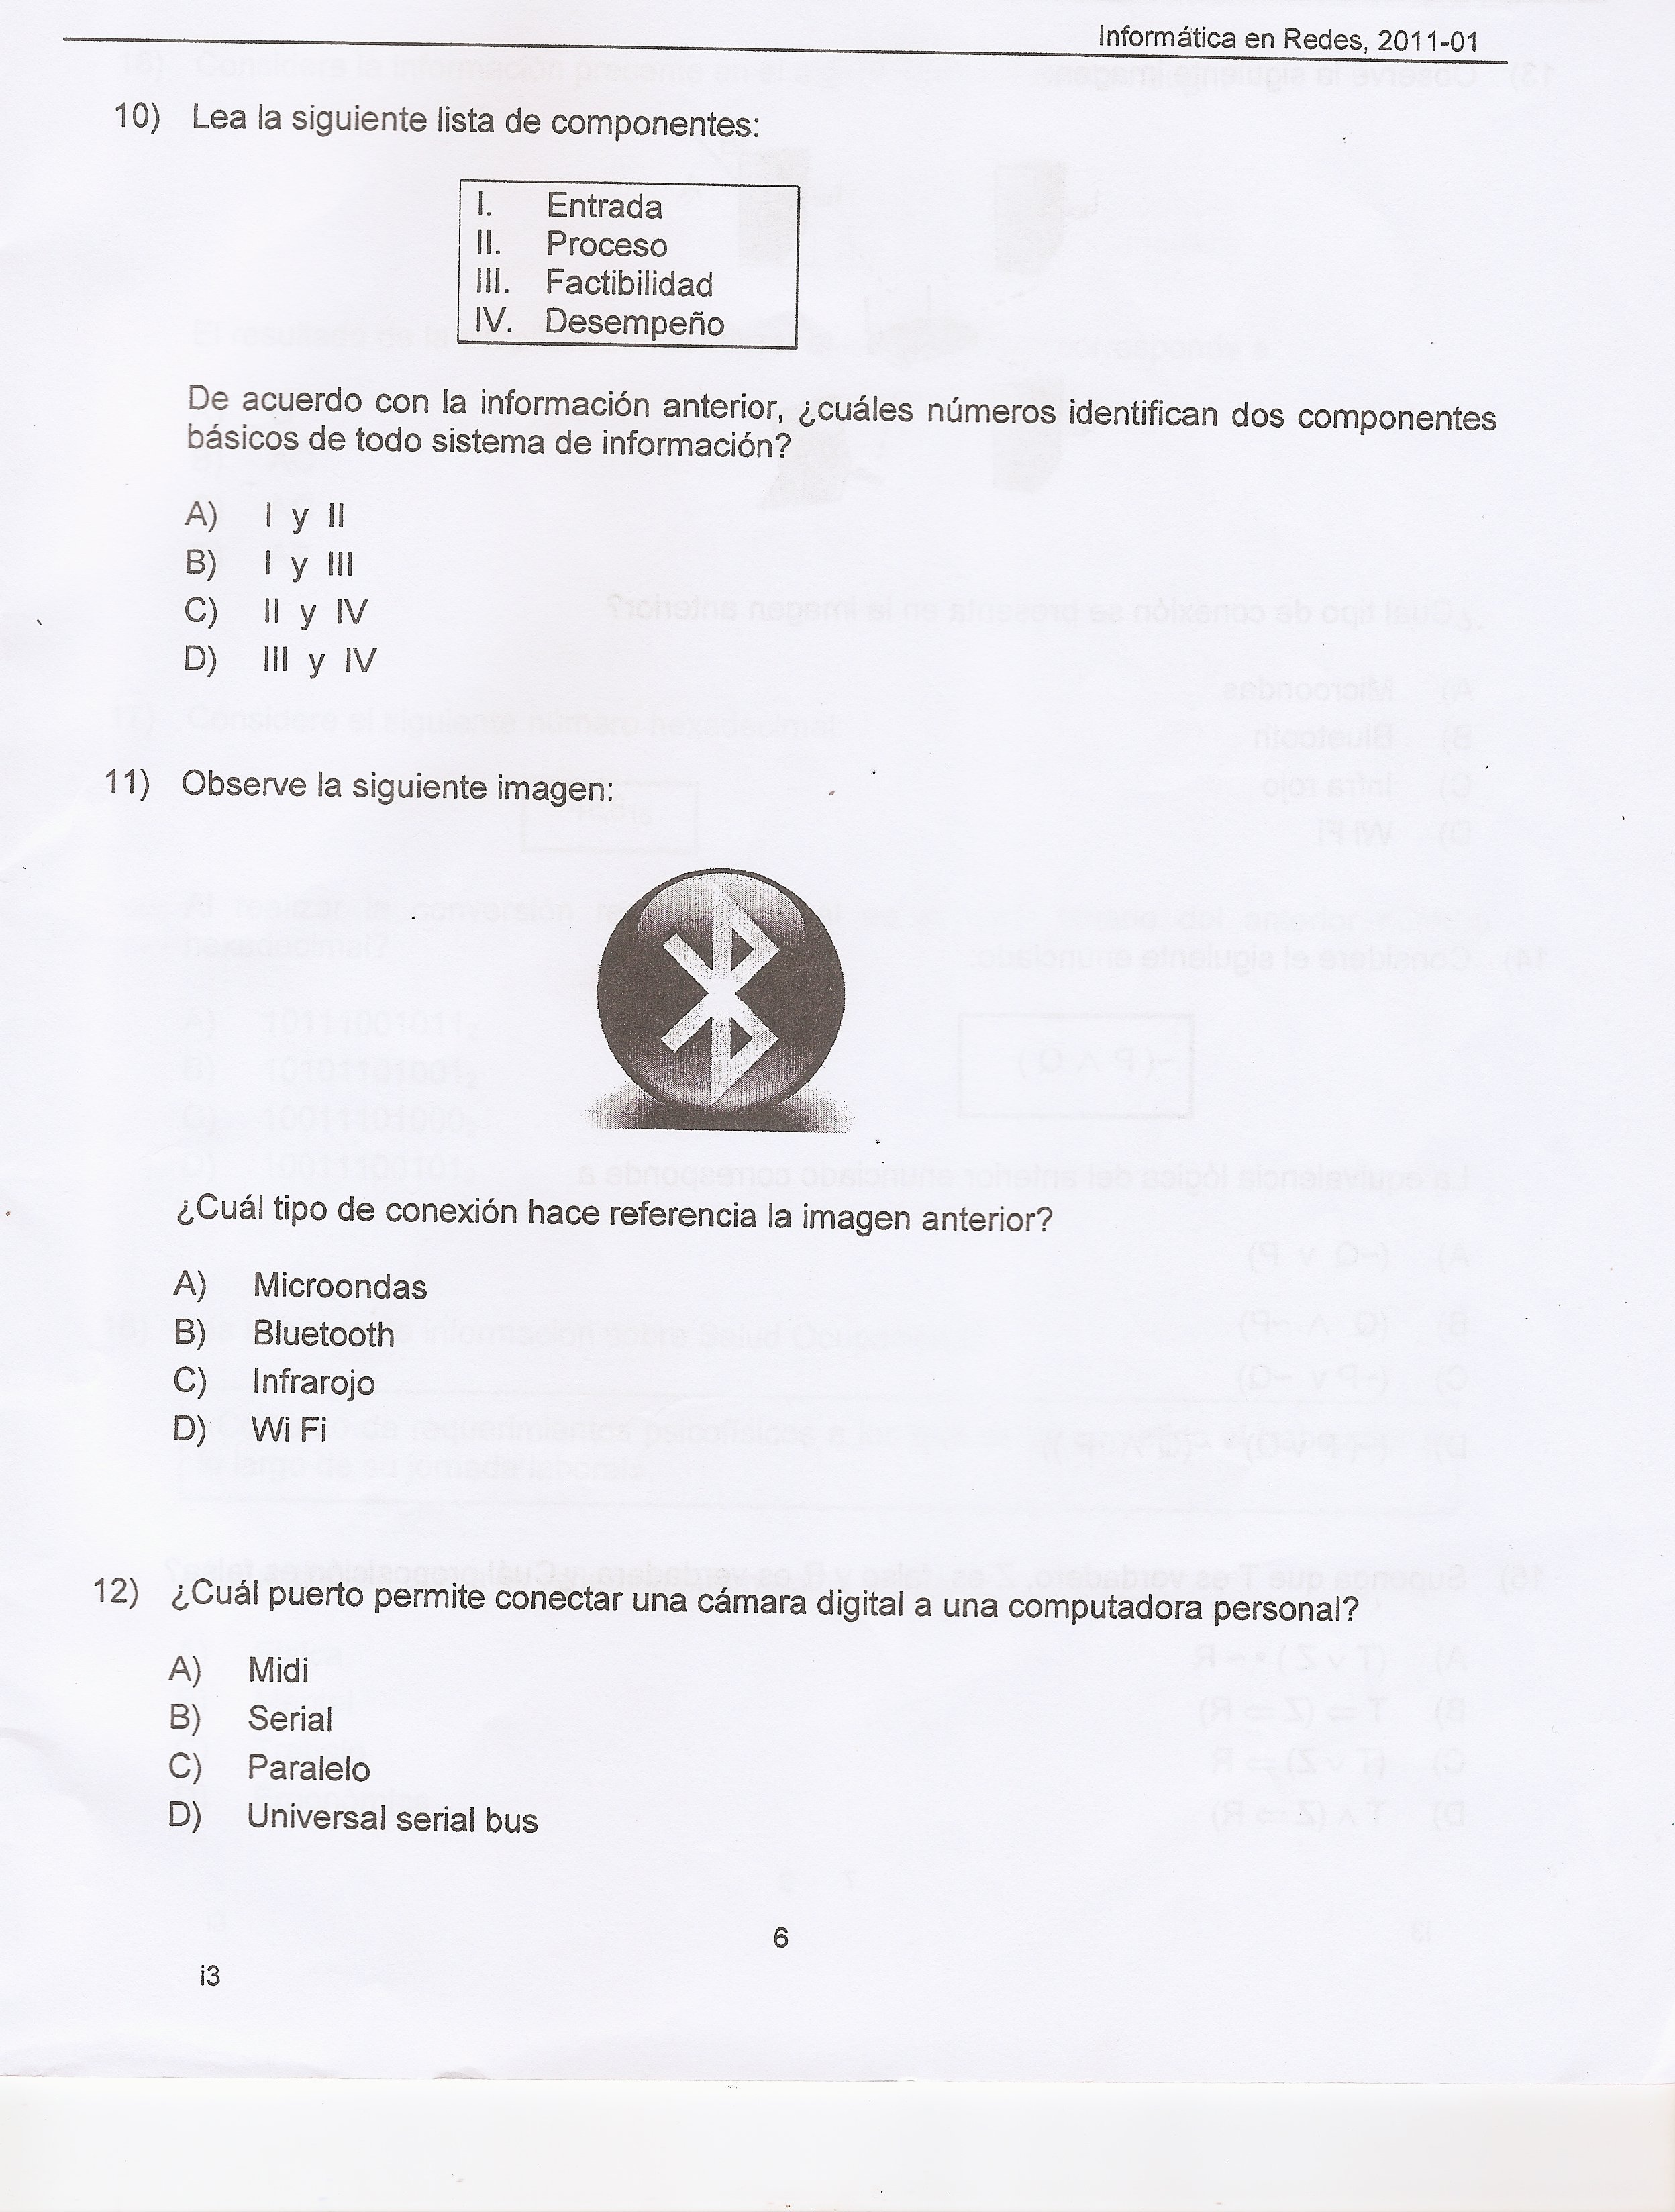 Informática en Redes, 2011-01
10) Lea la siguiente lista de componentes:
I. Entrada
II. Proceso
III. Factibilidad
IV. Desempeño
De acuerdo con la información anterior, ¿cuáles números identifican dos componentes
básicos de todo sistema de información?
A) I y II
B) I y III
C) II y IV
D) III y IV
11) Observe la siguiente imagen:
¿Cuál tipo de conexión hace referencia la imagen anterior?
A) Microondas
B) Bluetooth
C) Infrarojo
D) Wi Fi
12) ¿Cuál puerto permite conectar una cámara digital a una computadora personal?
A) Midi
B) Serial
C) Paralelo
D) Universal serial bus
6
i3